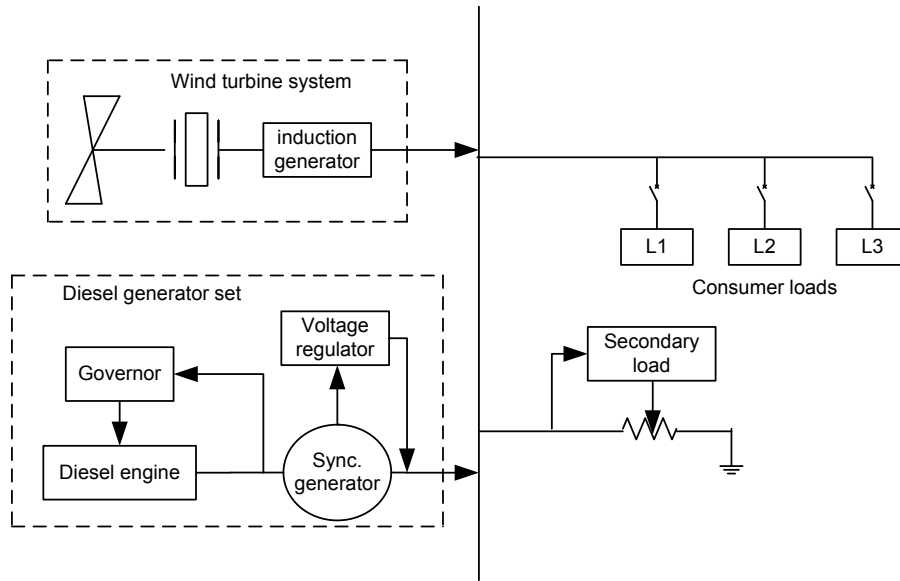 Wind turbine system
induction
generator
L1
L2
L3
Consumer loads
Diesel generator set
Voltage
regulator
Governor
Diesel engine
Sync.
generator
Secondary
load